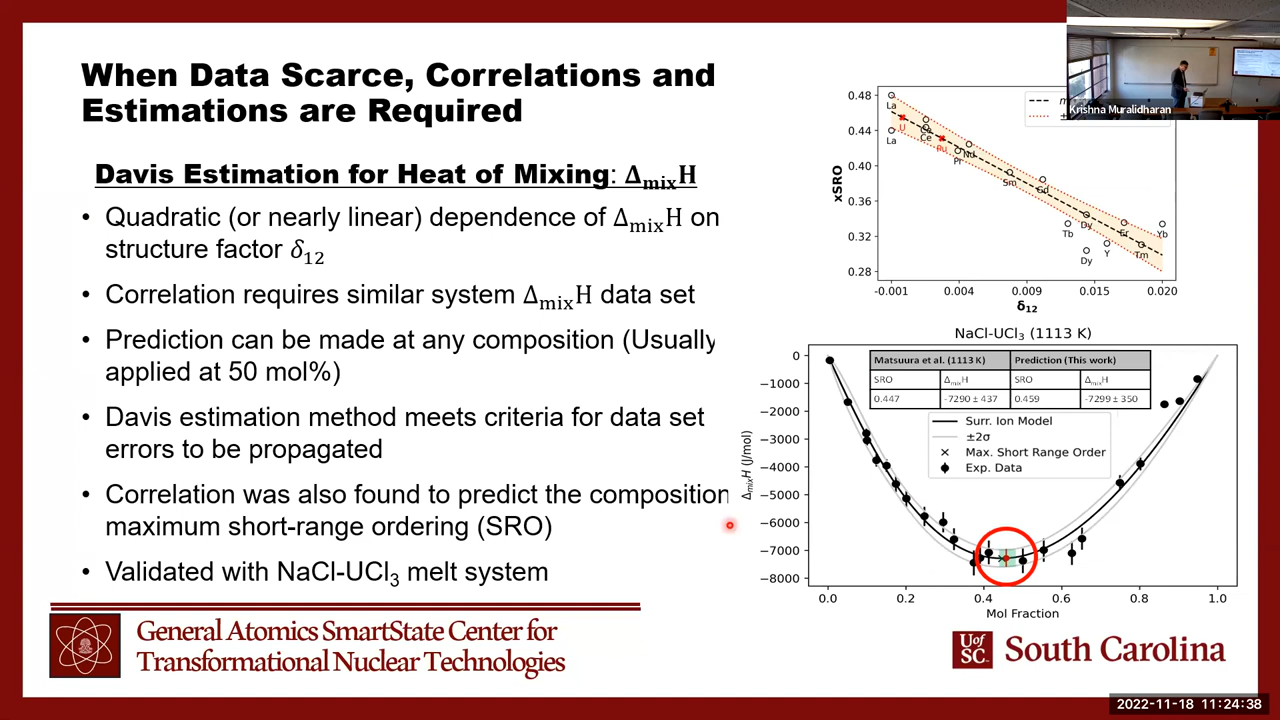 When Data Scarce, Correlations and
Estimations are Required
Davis Estimation for Heat of Mixing: ΔmixH
• Quadratic (or nearly linear) dependence of ΔmixH on
structure factor δ12
• Correlation requires similar system ΔmixH data set
• Prediction can be made at any composition (Usually
applied at 50 mol%)
• Davis estimation method meets criteria for data set
errors to be propagated
• Correlation was also found to predict the composition
maximum short-range ordering (SRO)
• Validated with NaCl-UCl3 melt system
General Atomics SmartState Center for
Transformational Nuclear Technologies
Krishna Muralidharan
xSRO
0.48
0.44
0.40
0.36
0.32
0.28
La
U
La
Ce
Pu
Pr
Nd
Sm
Gd
Tb
Dy
Dy
Y
Er
Tm
Yb
-0.001
0.004
0.009
0.015
0.020
δ12
NaCl-UCl3 (1113 K)
Matsuura et al. (1113 K) Prediction (This work)
SRO ΔmixH SRO ΔmixH
0.447 -7290 ± 437 0.459 -7299 ± 350
Surr. Ion Model
±2σ
Max. Short Range Order
Exp. Data
ΔmixH (J/mol)
0
−1000
−2000
−3000
−4000
−5000
−6000
−7000
−8000
0.0
0.2
0.4
0.6
0.8
1.0
Mol Fraction
UofSC
South Carolina
2022-11-18 11:24:38